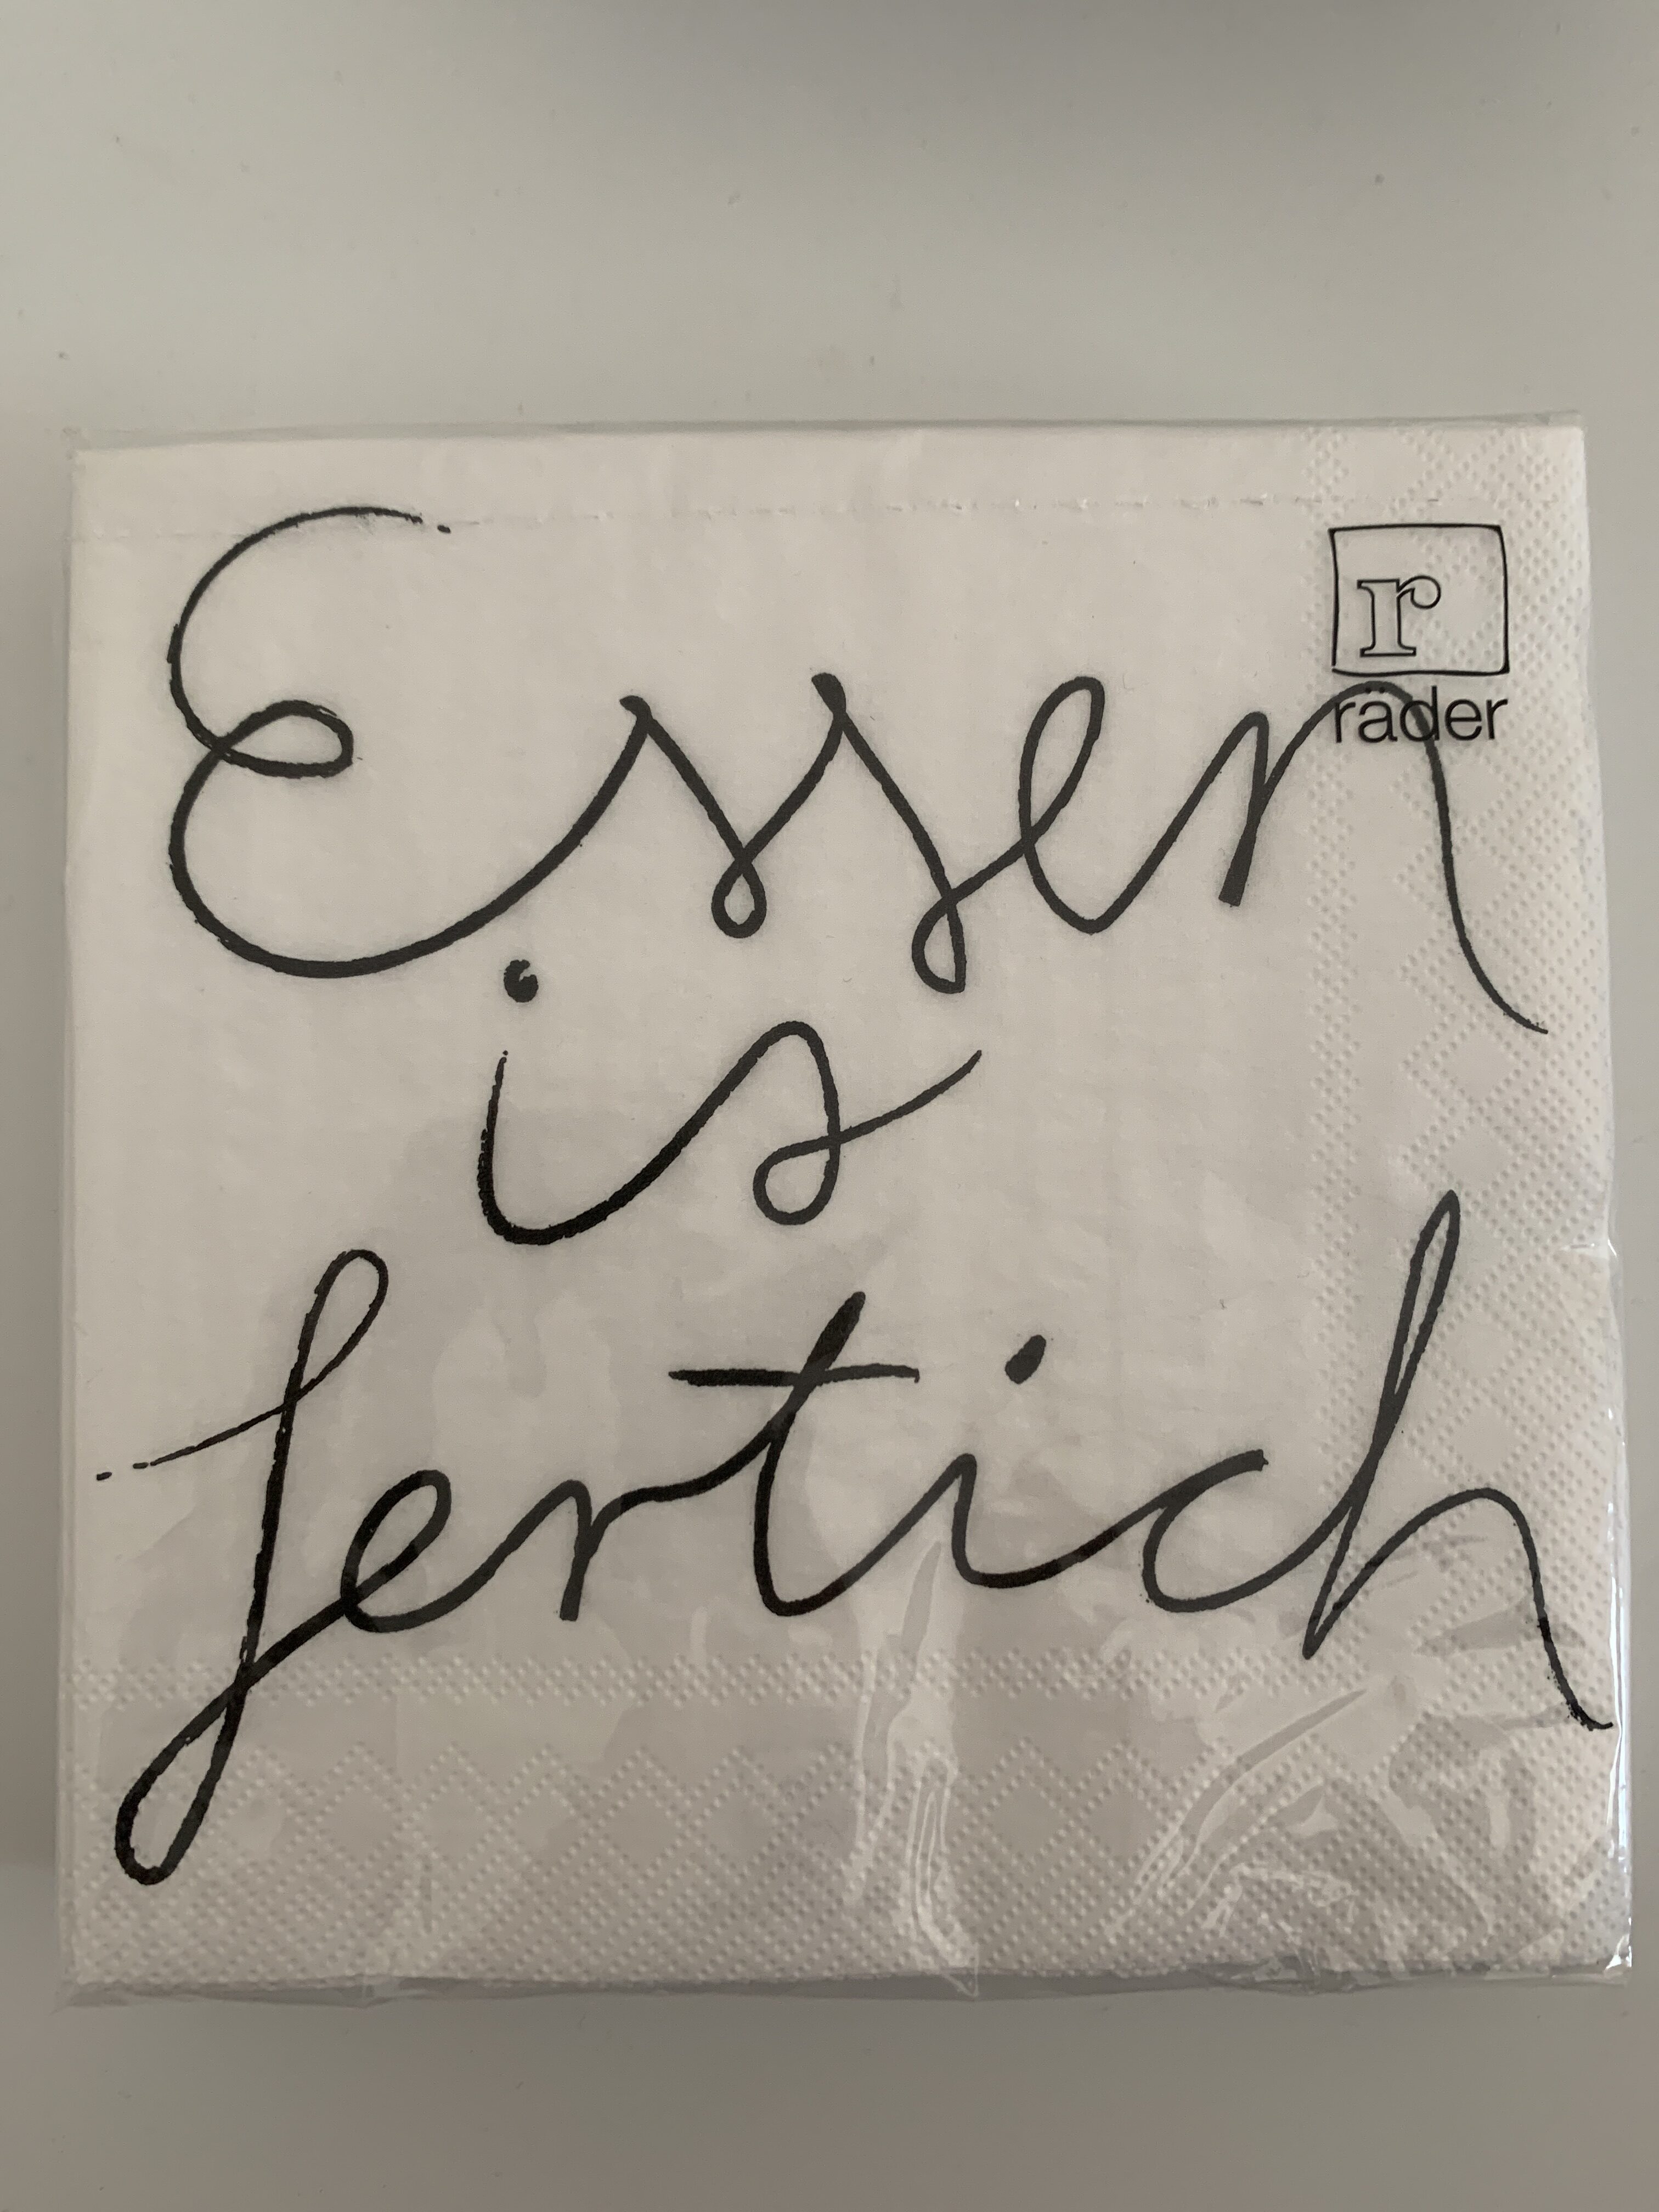 r
räder
Essen
is
fertich